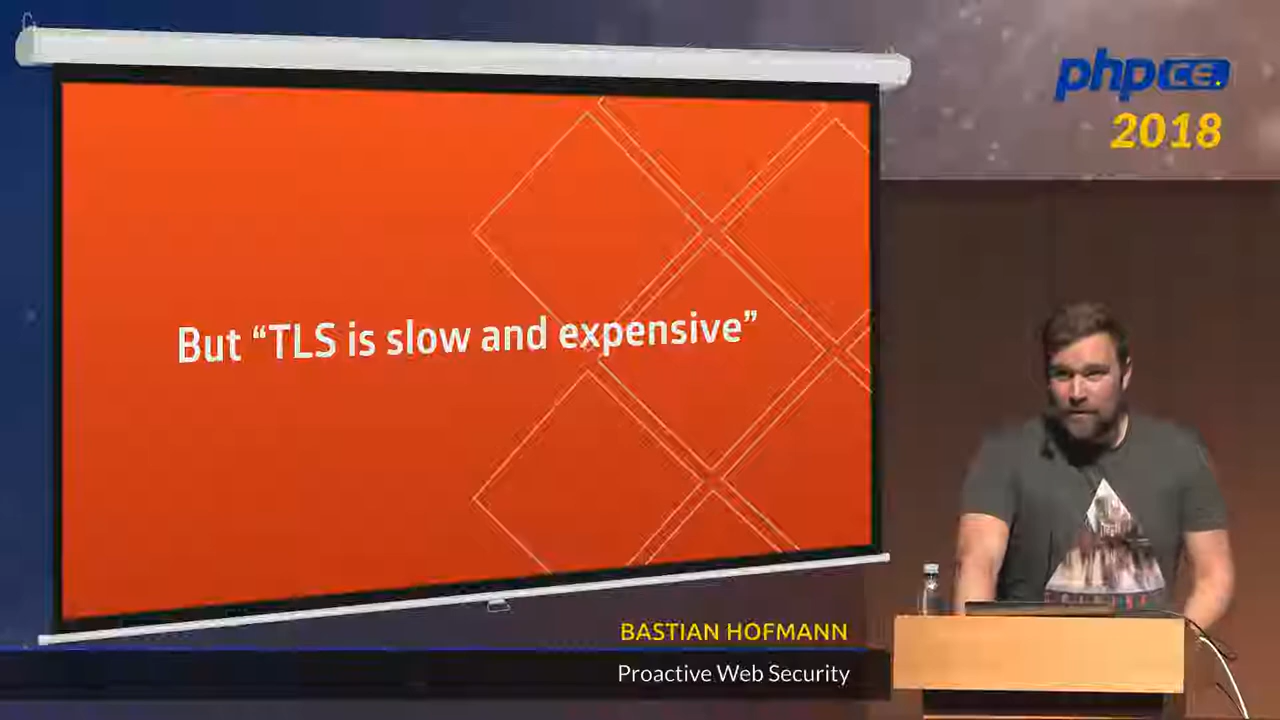 phpCE
2018
But “TLS is slow and expensive”
BASTIAN HOFMANN
Proactive Web Security